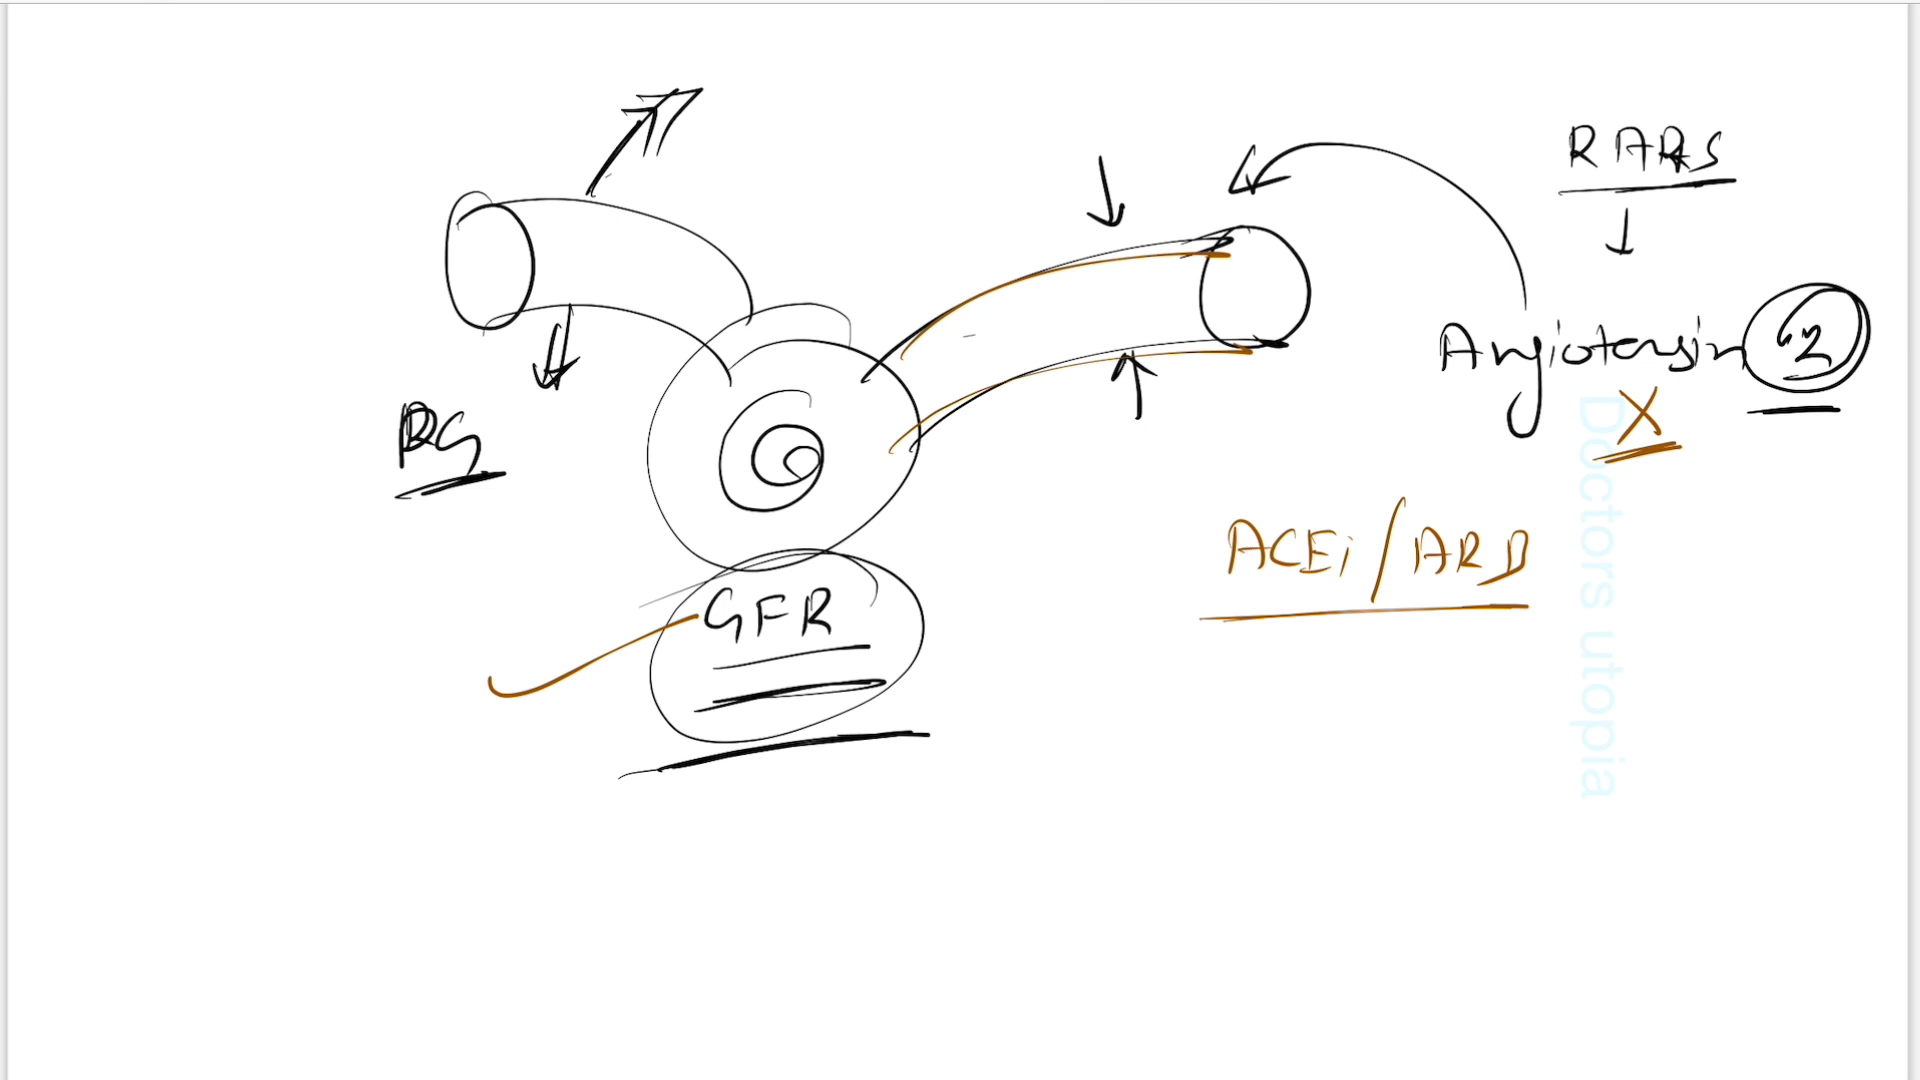 RAAS
Angiotensin 2
PG
X
ACEi / ARB
GFR
Doctors utopia